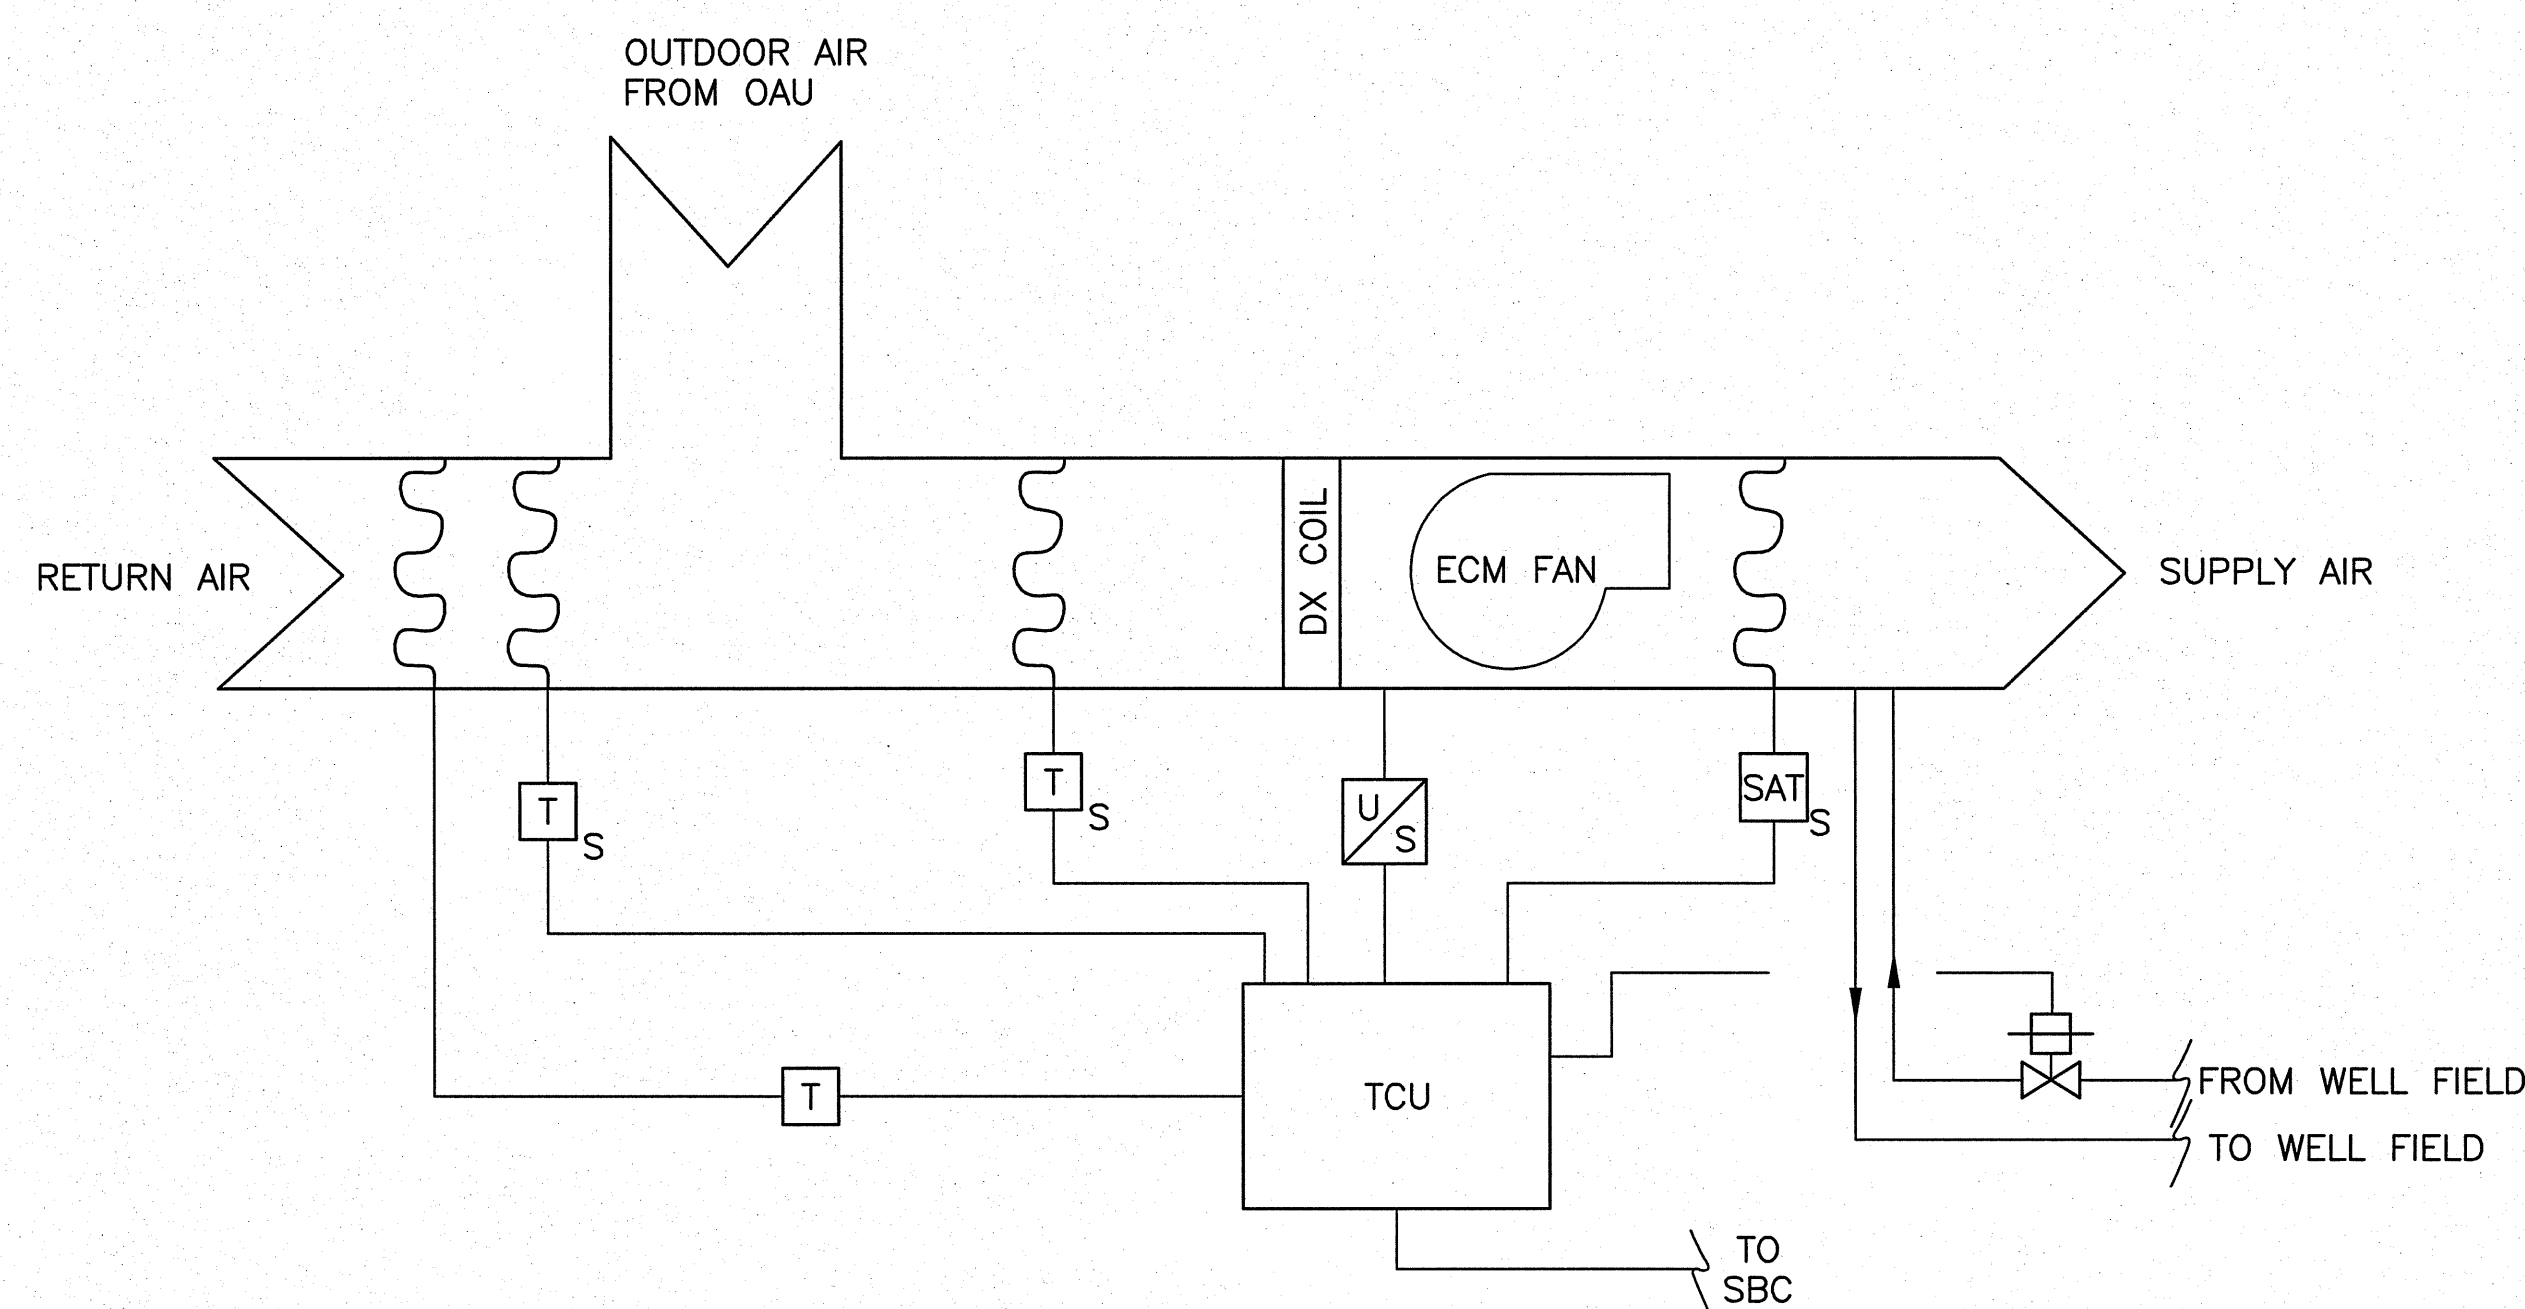 OUTDOOR AIR
FROM OAU
RETURN AIR
DX COIL
ECM FAN
SUPPLY AIR
T
S
T
S
U
S
SAT
S
T
TCU
FROM WELL FIELD
TO WELL FIELD
TO
SBC